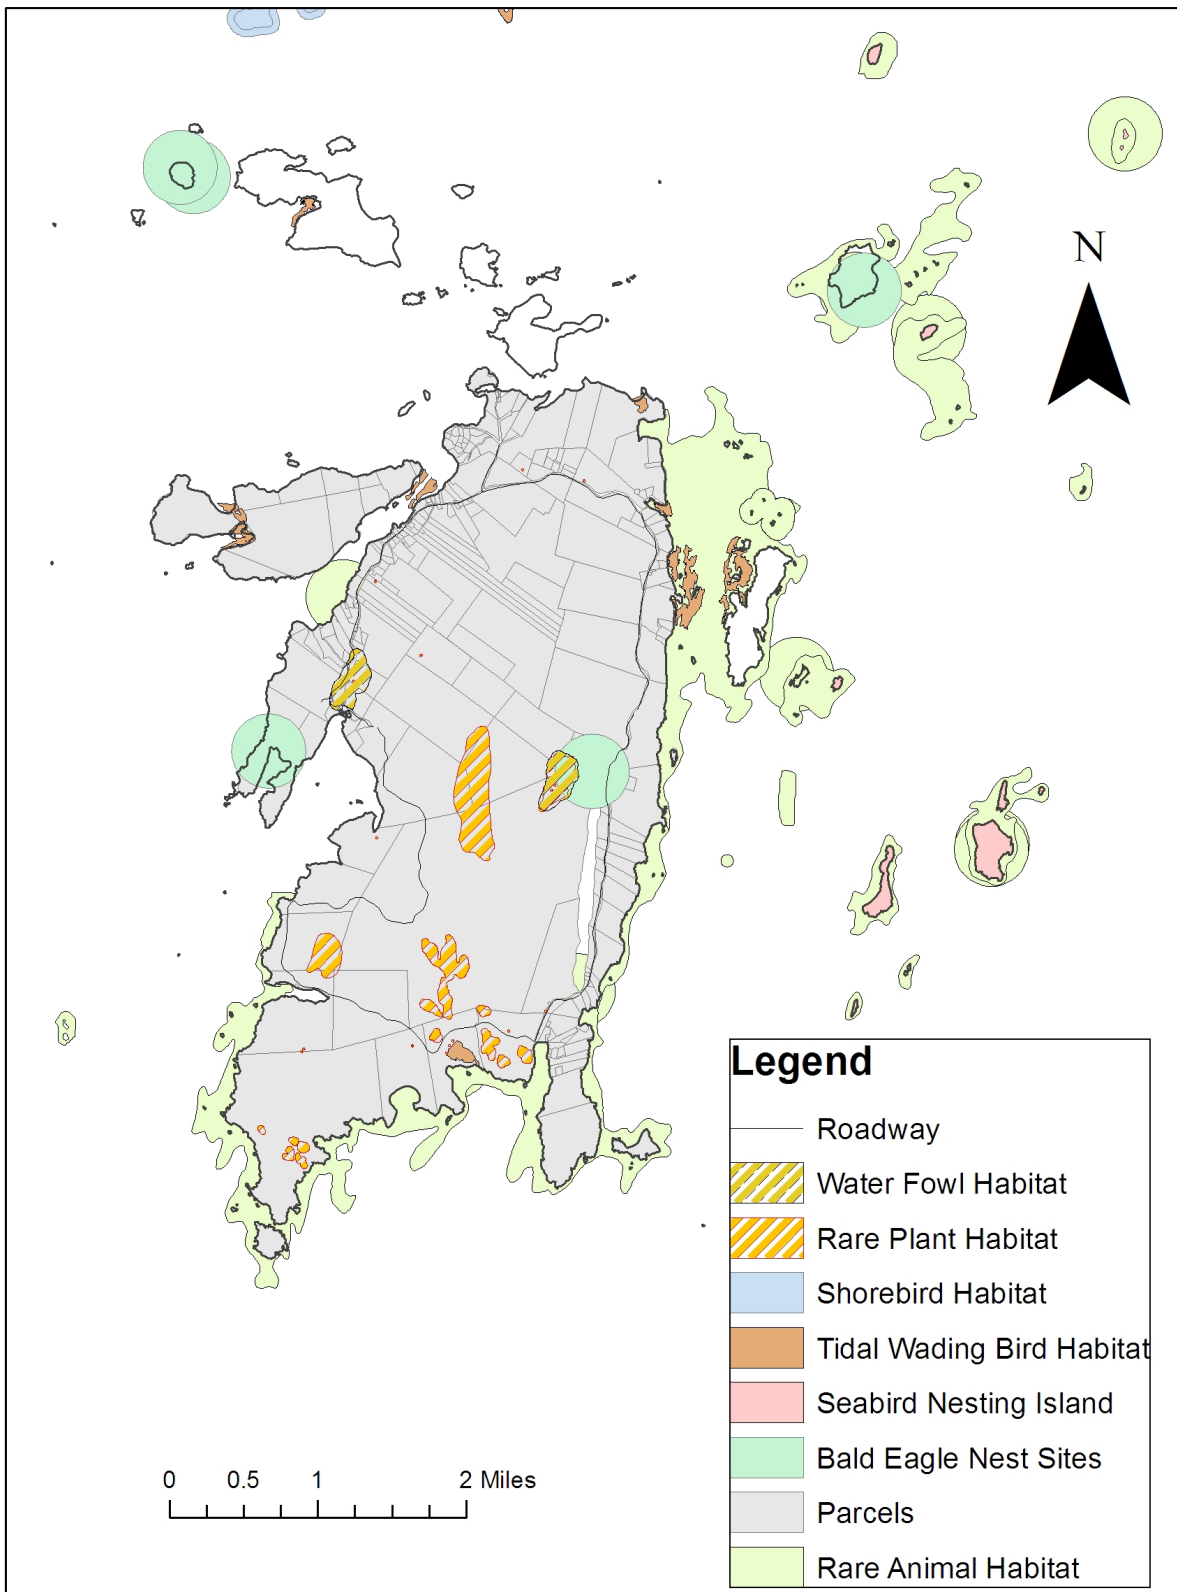 N
Legend
Roadway
Water Fowl Habitat
Rare Plant Habitat
Shorebird Habitat
Tidal Wading Bird Habitat
Seabird Nesting Island
Bald Eagle Nest Sites
Parcels
Rare Animal Habitat
0 0.5 1 2 Miles